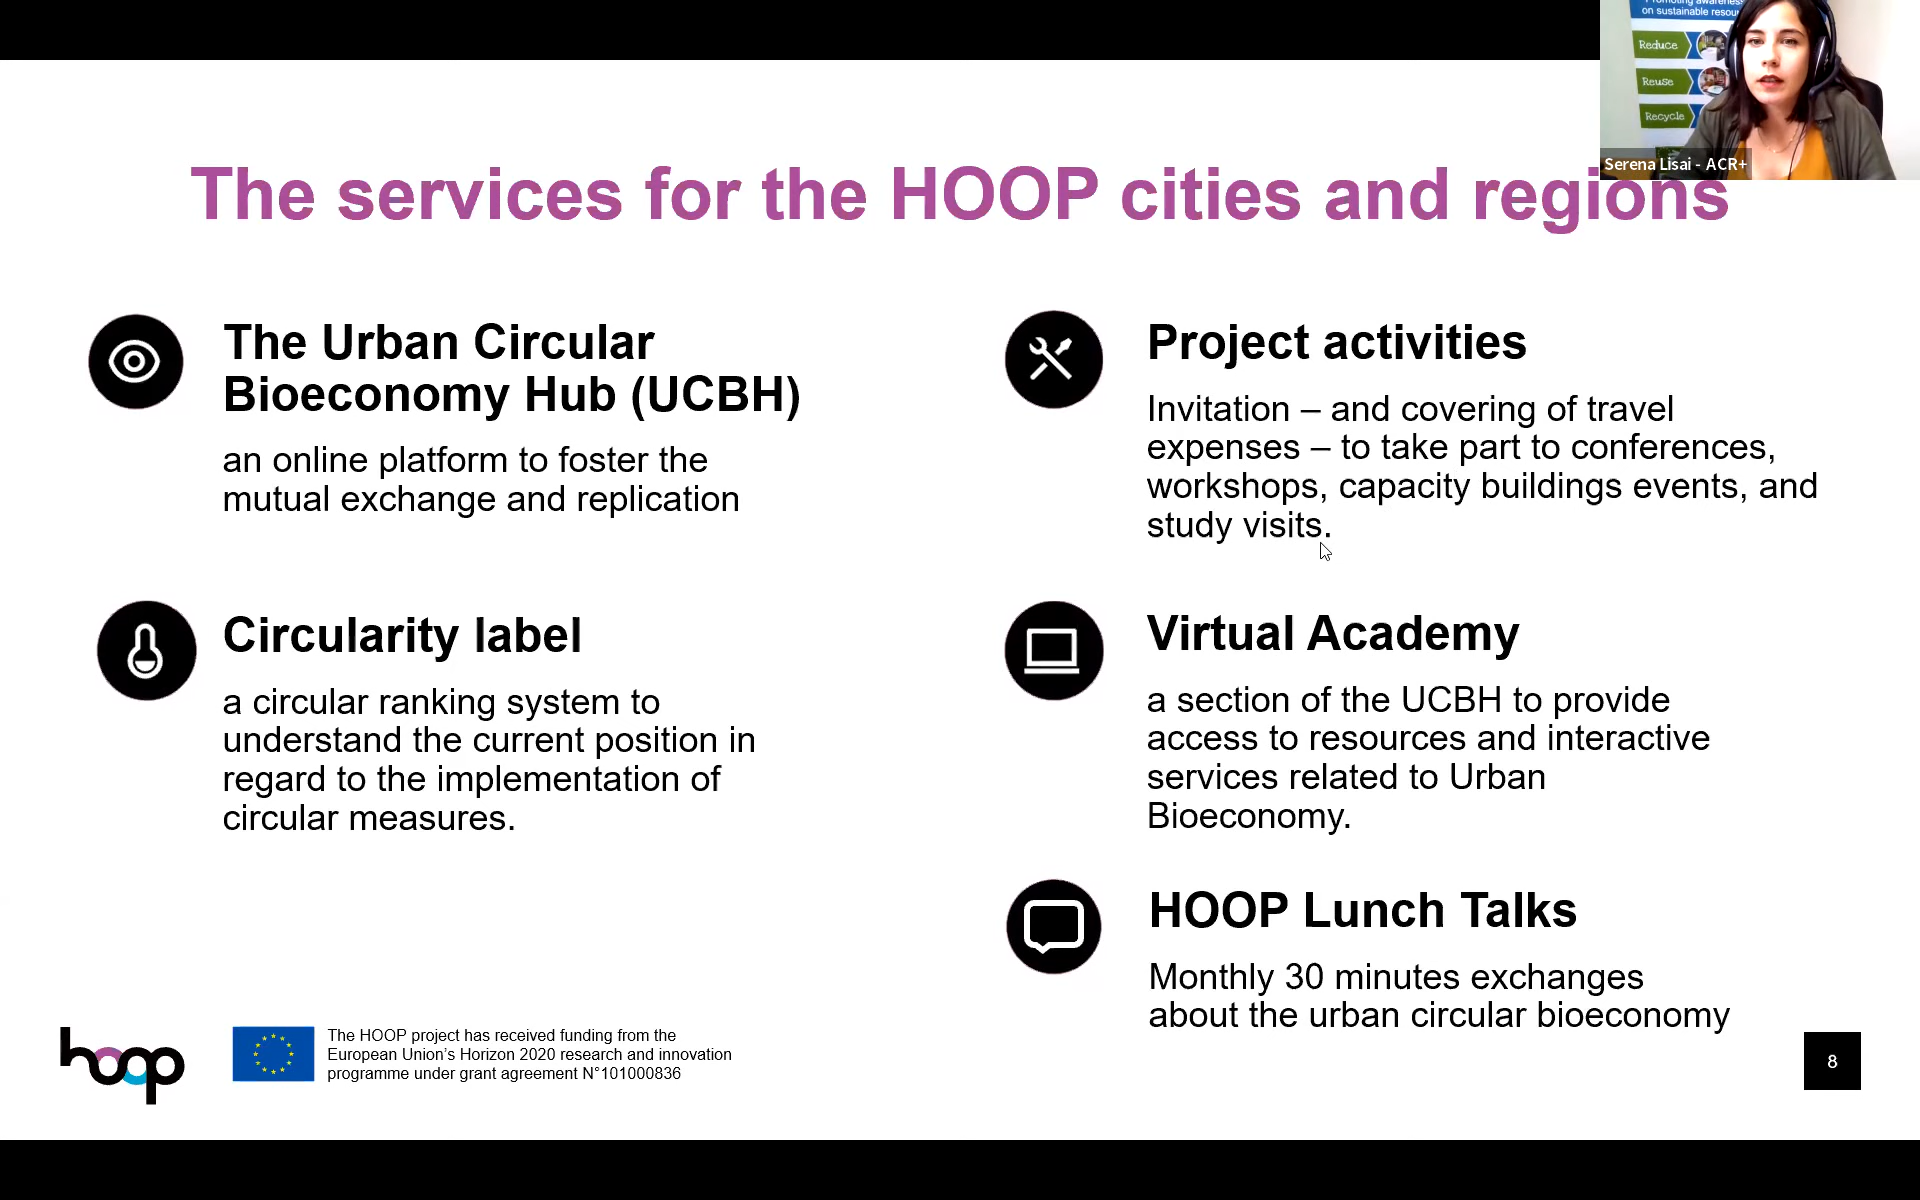 Promoting awareness
on sustainable resou
Reduce
Reuse
Recycle
Serena Lisai - ACR+
The services for the HOOP cities and regions
The Urban Circular
Bioeconomy Hub (UCBH)
an online platform to foster the
mutual exchange and replication
Circularity label
a circular ranking system to
understand the current position in
regard to the implementation of
circular measures.
Project activities
Invitation – and covering of travel
expenses – to take part to conferences,
workshops, capacity buildings events, and
study visits.
Virtual Academy
a section of the UCBH to provide
access to resources and interactive
services related to Urban
Bioeconomy.
HOOP Lunch Talks
Monthly 30 minutes exchanges
about the urban circular bioeconomy
hoop
The HOOP project has received funding from the
European Union's Horizon 2020 research and innovation
programme under grant agreement N°101000836
8